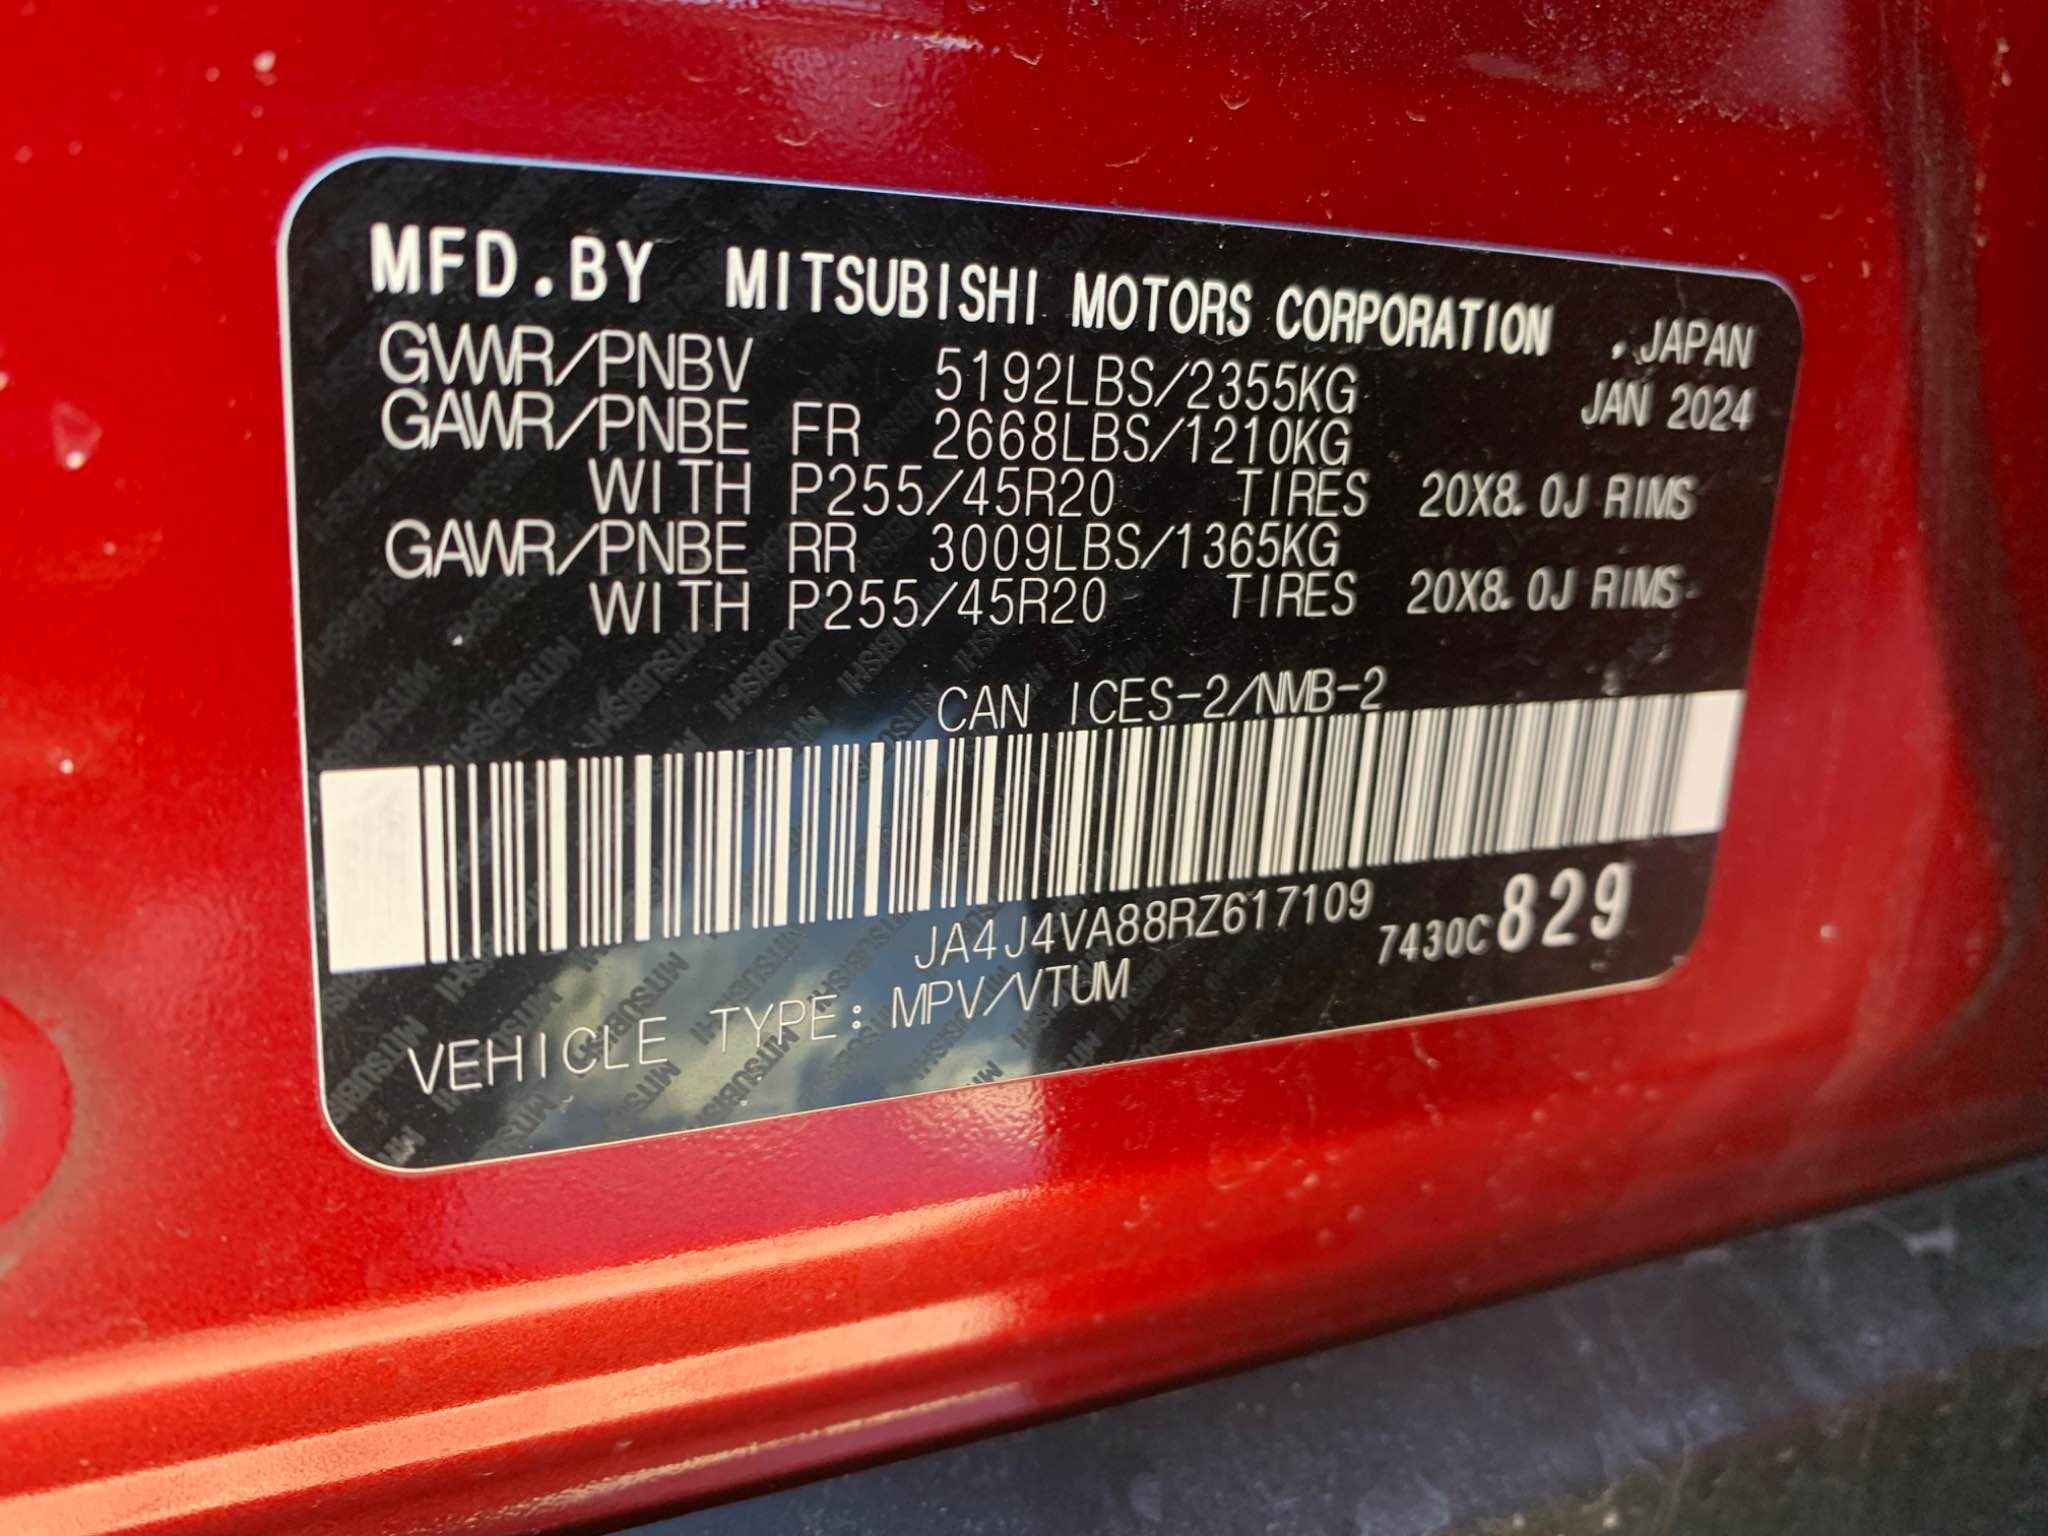 MFD.BY MITSUBISHI MOTORS CORPORATION .JAPAN
GVWR/PNBV 5192LBS/2355KG JAN 2024
GAWR/PNBE FR 2668LBS/1210KG
WITH P255/45R20 TIRES 20X8.0J RIMS
GAWR/PNBE RR 3009LBS/1365KG
WITH P255/45R20 TIRES 20X8.0J RIMS
CAN ICES-2/NMB-2
JA4J4VA88RZ617109 7430C 829
VEHICLE TYPE: MPV/VTUM